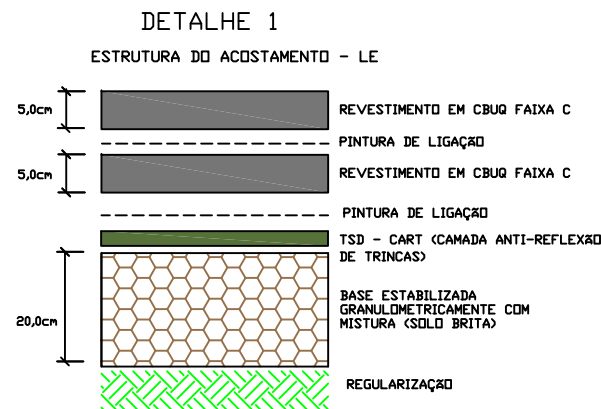 DETALHE 1
ESTRUTURA DO ACOSTAMENTO - LE
5,0cm
REVESTIMENTO EM CBUQ FAIXA C
PINTURA DE LIGAÇÃO
5,0cm
REVESTIMENTO EM CBUQ FAIXA C
PINTURA DE LIGAÇÃO
TSD - CART (CAMADA ANTI-REFLEXÃO
DE TRINCAS)
20,0cm
BASE ESTABILIZADA
GRANULOMETRICAMENTE COM
MISTURA (SOLO BRITA)
REGULARIZAÇÃO